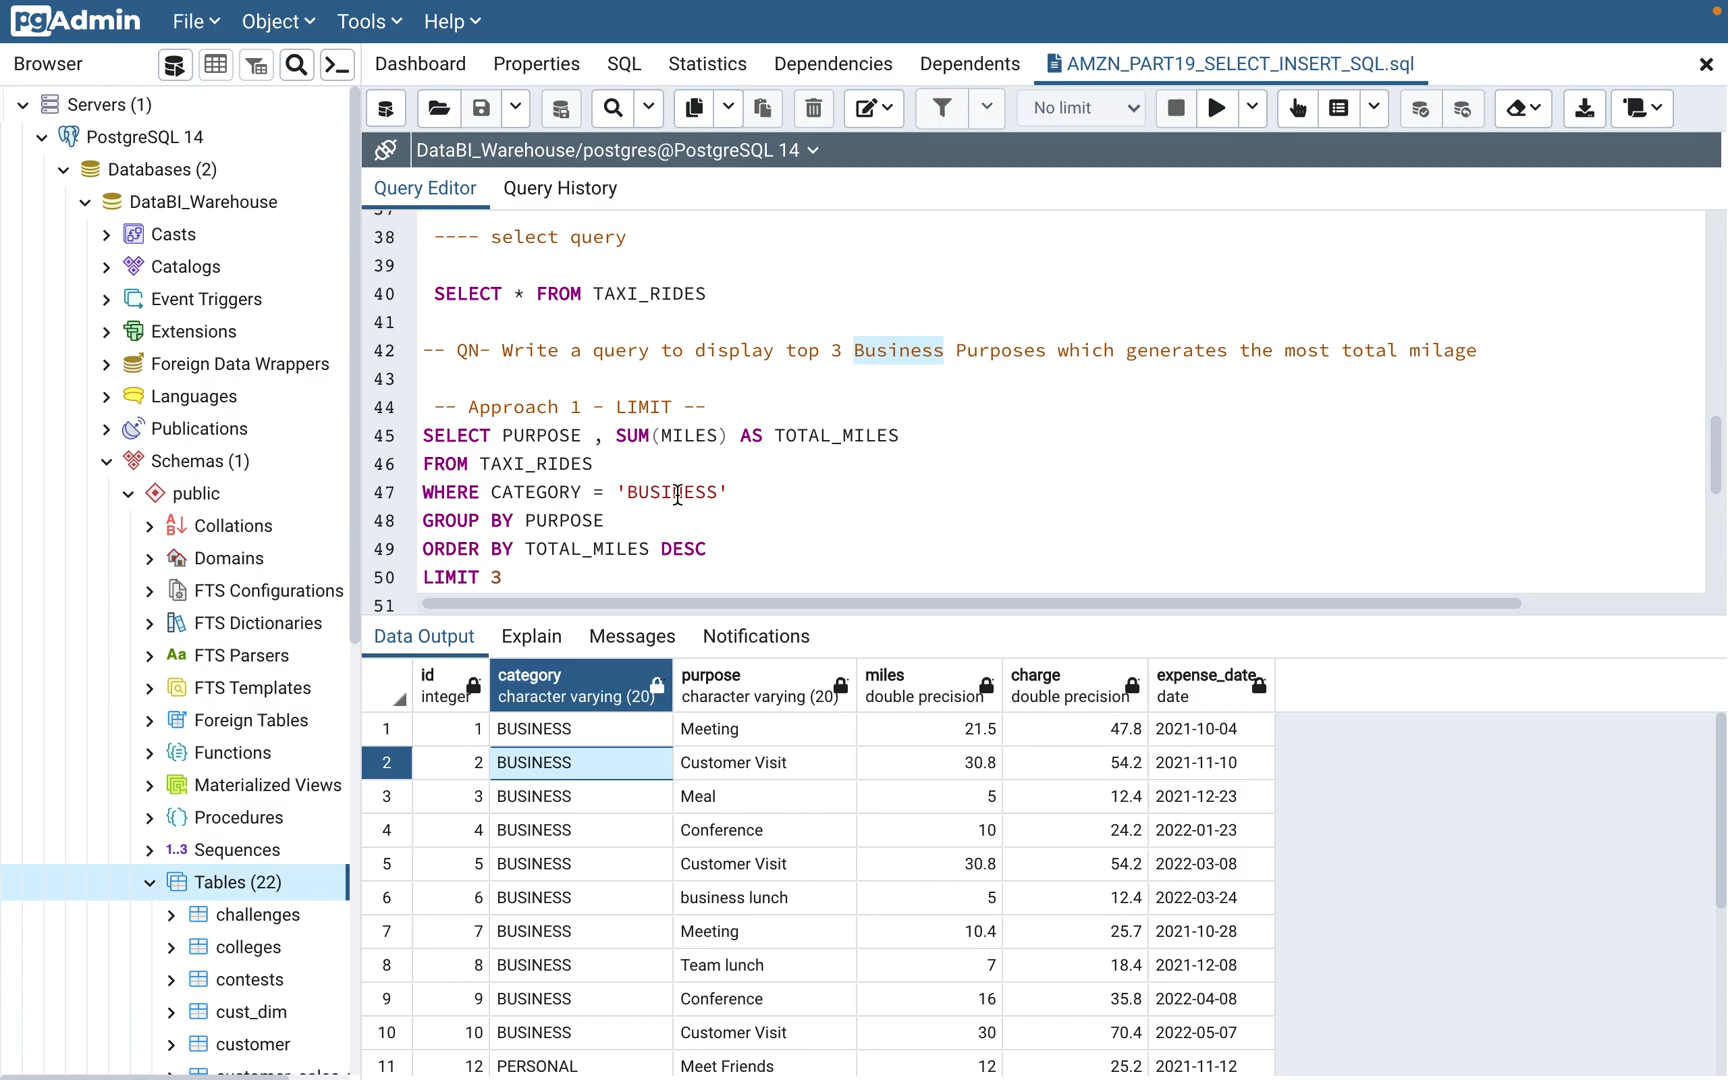 pgAdmin File Object Tools Help
Browser Dashboard Properties SQL Statistics Dependencies Dependents AMZN_PART19_SELECT_INSERT_SQL.sql
Servers (1)
PostgreSQL 14
Databases (2)
DataBI_Warehouse
Casts
Catalogs
Event Triggers
Extensions
Foreign Data Wrappers
Languages
Publications
Schemas (1)
public
Collations
Domains
FTS Configurations
FTS Dictionaries
Aa FTS Parsers
FTS Templates
Foreign Tables
Functions
Materialized Views
Procedures
1..3 Sequences
Tables (22)
challenges
colleges
contests
cust_dim
customer
No limit
DataBI_Warehouse/postgres@PostgreSQL 14
Query Editor Query History
37
38 ---- select query
39
40 SELECT * FROM TAXI_RIDES
41
42 -- QN- Write a query to display top 3 Business Purposes which generates the most total milage
43
44 -- Approach 1 - LIMIT --
45 SELECT PURPOSE , SUM(MILES) AS TOTAL_MILES
46 FROM TAXI_RIDES
47 WHERE CATEGORY = 'BUSINESS'
48 GROUP BY PURPOSE
49 ORDER BY TOTAL_MILES DESC
50 LIMIT 3
51
Data Output Explain Messages Notifications
id category purpose miles charge expense_date
integer character varying (20) character varying (20) double precision double precision date
1 1 BUSINESS Meeting 21.5 47.8 2021-10-04
2 2 BUSINESS Customer Visit 30.8 54.2 2021-11-10
3 3 BUSINESS Meal 5 12.4 2021-12-23
4 4 BUSINESS Conference 10 24.2 2022-01-23
5 5 BUSINESS Customer Visit 30.8 54.2 2022-03-08
6 6 BUSINESS business lunch 5 12.4 2022-03-24
7 7 BUSINESS Meeting 10.4 25.7 2021-10-28
8 8 BUSINESS Team lunch 7 18.4 2021-12-08
9 9 BUSINESS Conference 16 35.8 2022-04-08
10 10 BUSINESS Customer Visit 30 70.4 2022-05-07
11 12 PERSONAL Meet Friends 12 25.2 2021-11-12